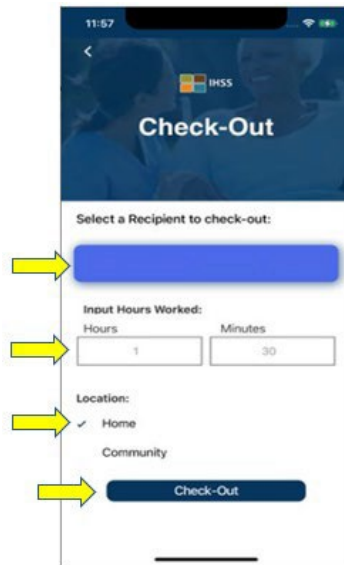 11:57
IHSS
Check-Out
Select a Recipient to check-out:
Input Hours Worked:
Hours Minutes
1 30
Location:
Home
Community
Check-Out